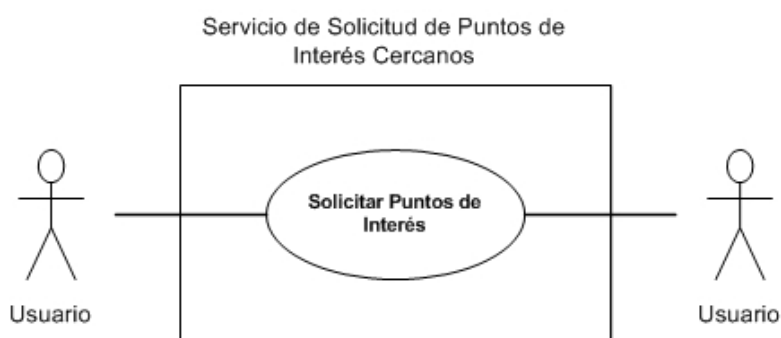 Servicio de Solicitud de Puntos de
Interés Cercanos
Solicitar Puntos de
Interés
Usuario
Usuario